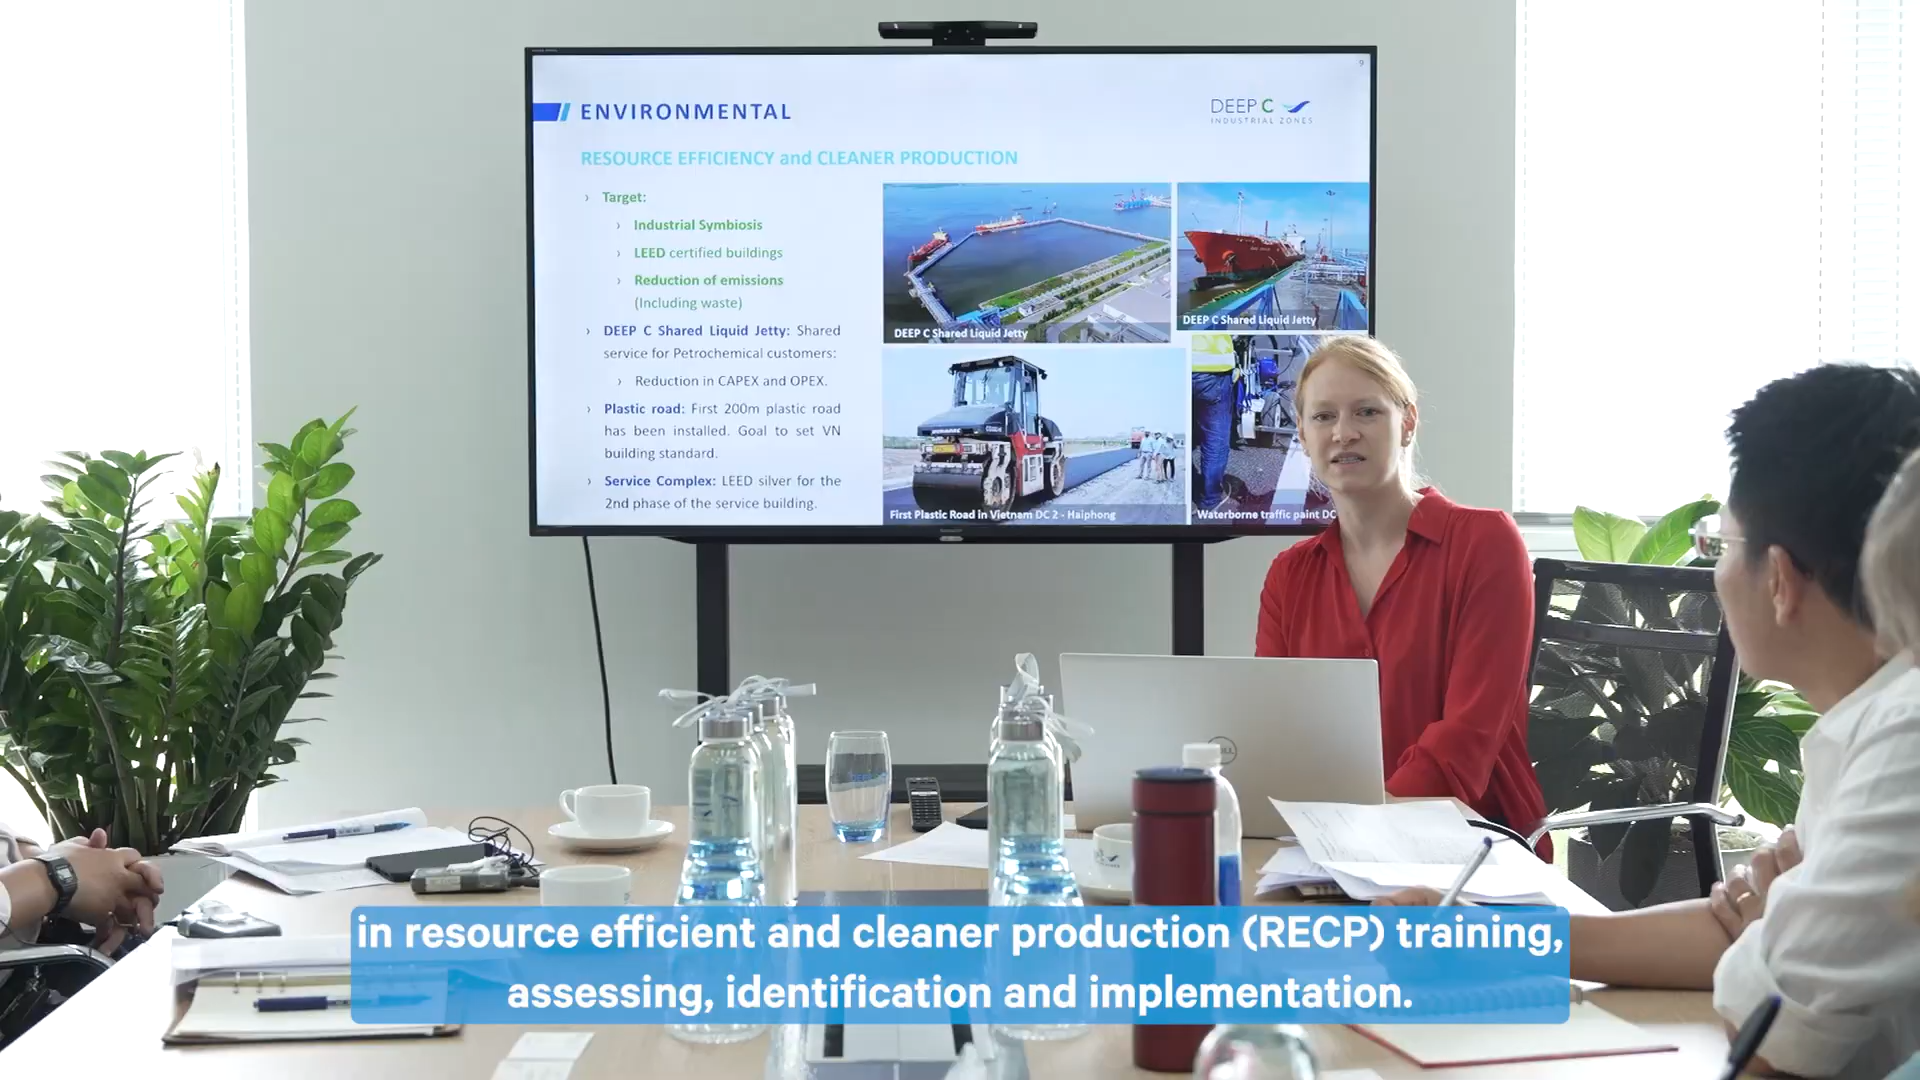 9
ENVIRONMENTAL
DEEP C
INDUSTRIAL ZONES
RESOURCE EFFICIENCY and CLEANER PRODUCTION
› Target:
› Industrial Symbiosis
› LEED certified buildings
› Reduction of emissions
(Including waste)
› DEEP C Shared Liquid Jetty: Shared
service for Petrochemical customers:
› Reduction in CAPEX and OPEX.
› Plastic road: First 200m plastic road
has been installed. Goal to set VN
building standard.
› Service Complex: LEED silver for the
2nd phase of the service building.
DEEP C Shared Liquid Jetty
DEEP C Shared Liquid Jetty
First Plastic Road in Vietnam DC 2 - Haiphong
Waterborne traffic paint DC
DELL
in resource efficient and cleaner production (RECP) training,
assessing, identification and implementation.